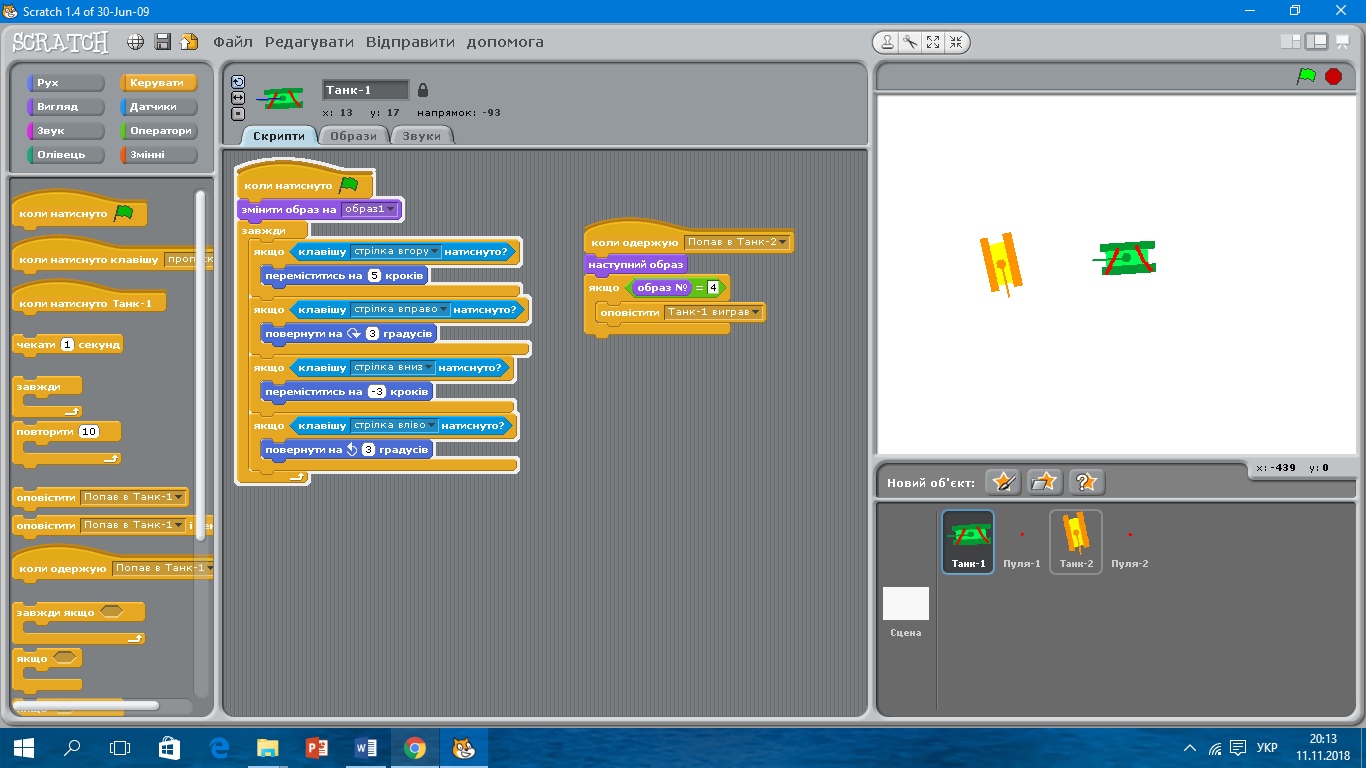 Scratch 1.4 of 30-Jun-09
SCRATCH
Файл Редагувати Відправити допомога
Рух
Керувати
Вигляд
Датчики
Звук
Оператори
Олівець
Змінні
коли натиснуто
коли натиснуто клавішу
коли натиснуто Танк-1
чекати 1 секунд
завжди
повторити 10
оповістити Попав в Танк-1
оповістити Попав в Танк-1 і
коли одержую Попав в Танк-1
завжди якщо
якщо
Танк-1
x: 13 y: 17 напрямок: -93
Скрипти
Образи
Звуки
коли натиснуто
змінити образ на образ1
завжди
якщо клавішу стрілка вгору натиснуто?
переміститись на 5 кроків
якщо клавішу стрілка вправо натиснуто?
повернути на 3 градусів
якщо клавішу стрілка вниз натиснуто?
переміститись на -3 кроків
якщо клавішу стрілка вліво натиснуто?
повернути на 3 градусів
коли одержую Попав в Танк-2
наступний образ
якщо образ № = 4
оповістити Танк-1 виграв
x: -439 y: 0
Новий об'єкт:
Танк-1
Пуля-1
Танк-2
Пуля-2
Сцена
УКР
20:13
11.11.2018